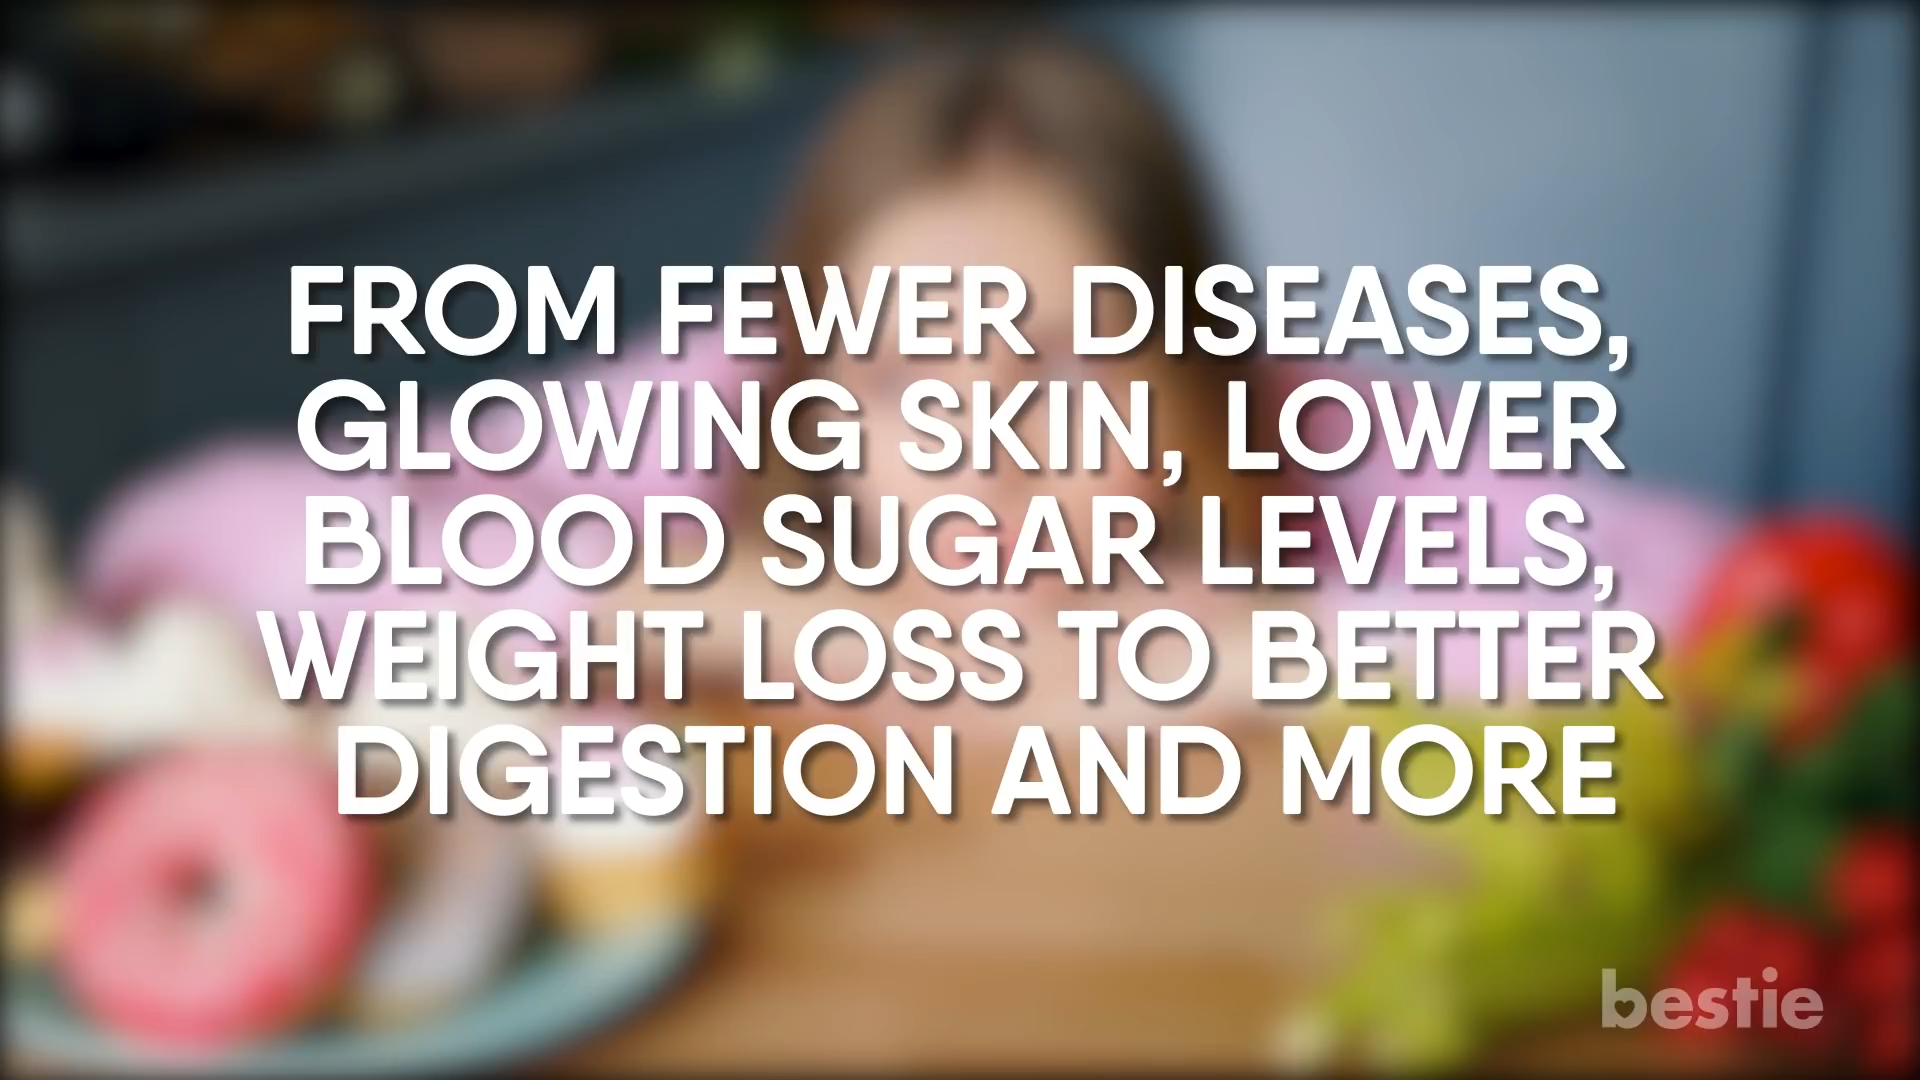 FROM FEWER DISEASES,
GLOWING SKIN, LOWER
BLOOD SUGAR LEVELS,
WEIGHT LOSS TO BETTER
DIGESTION AND MORE
bestie